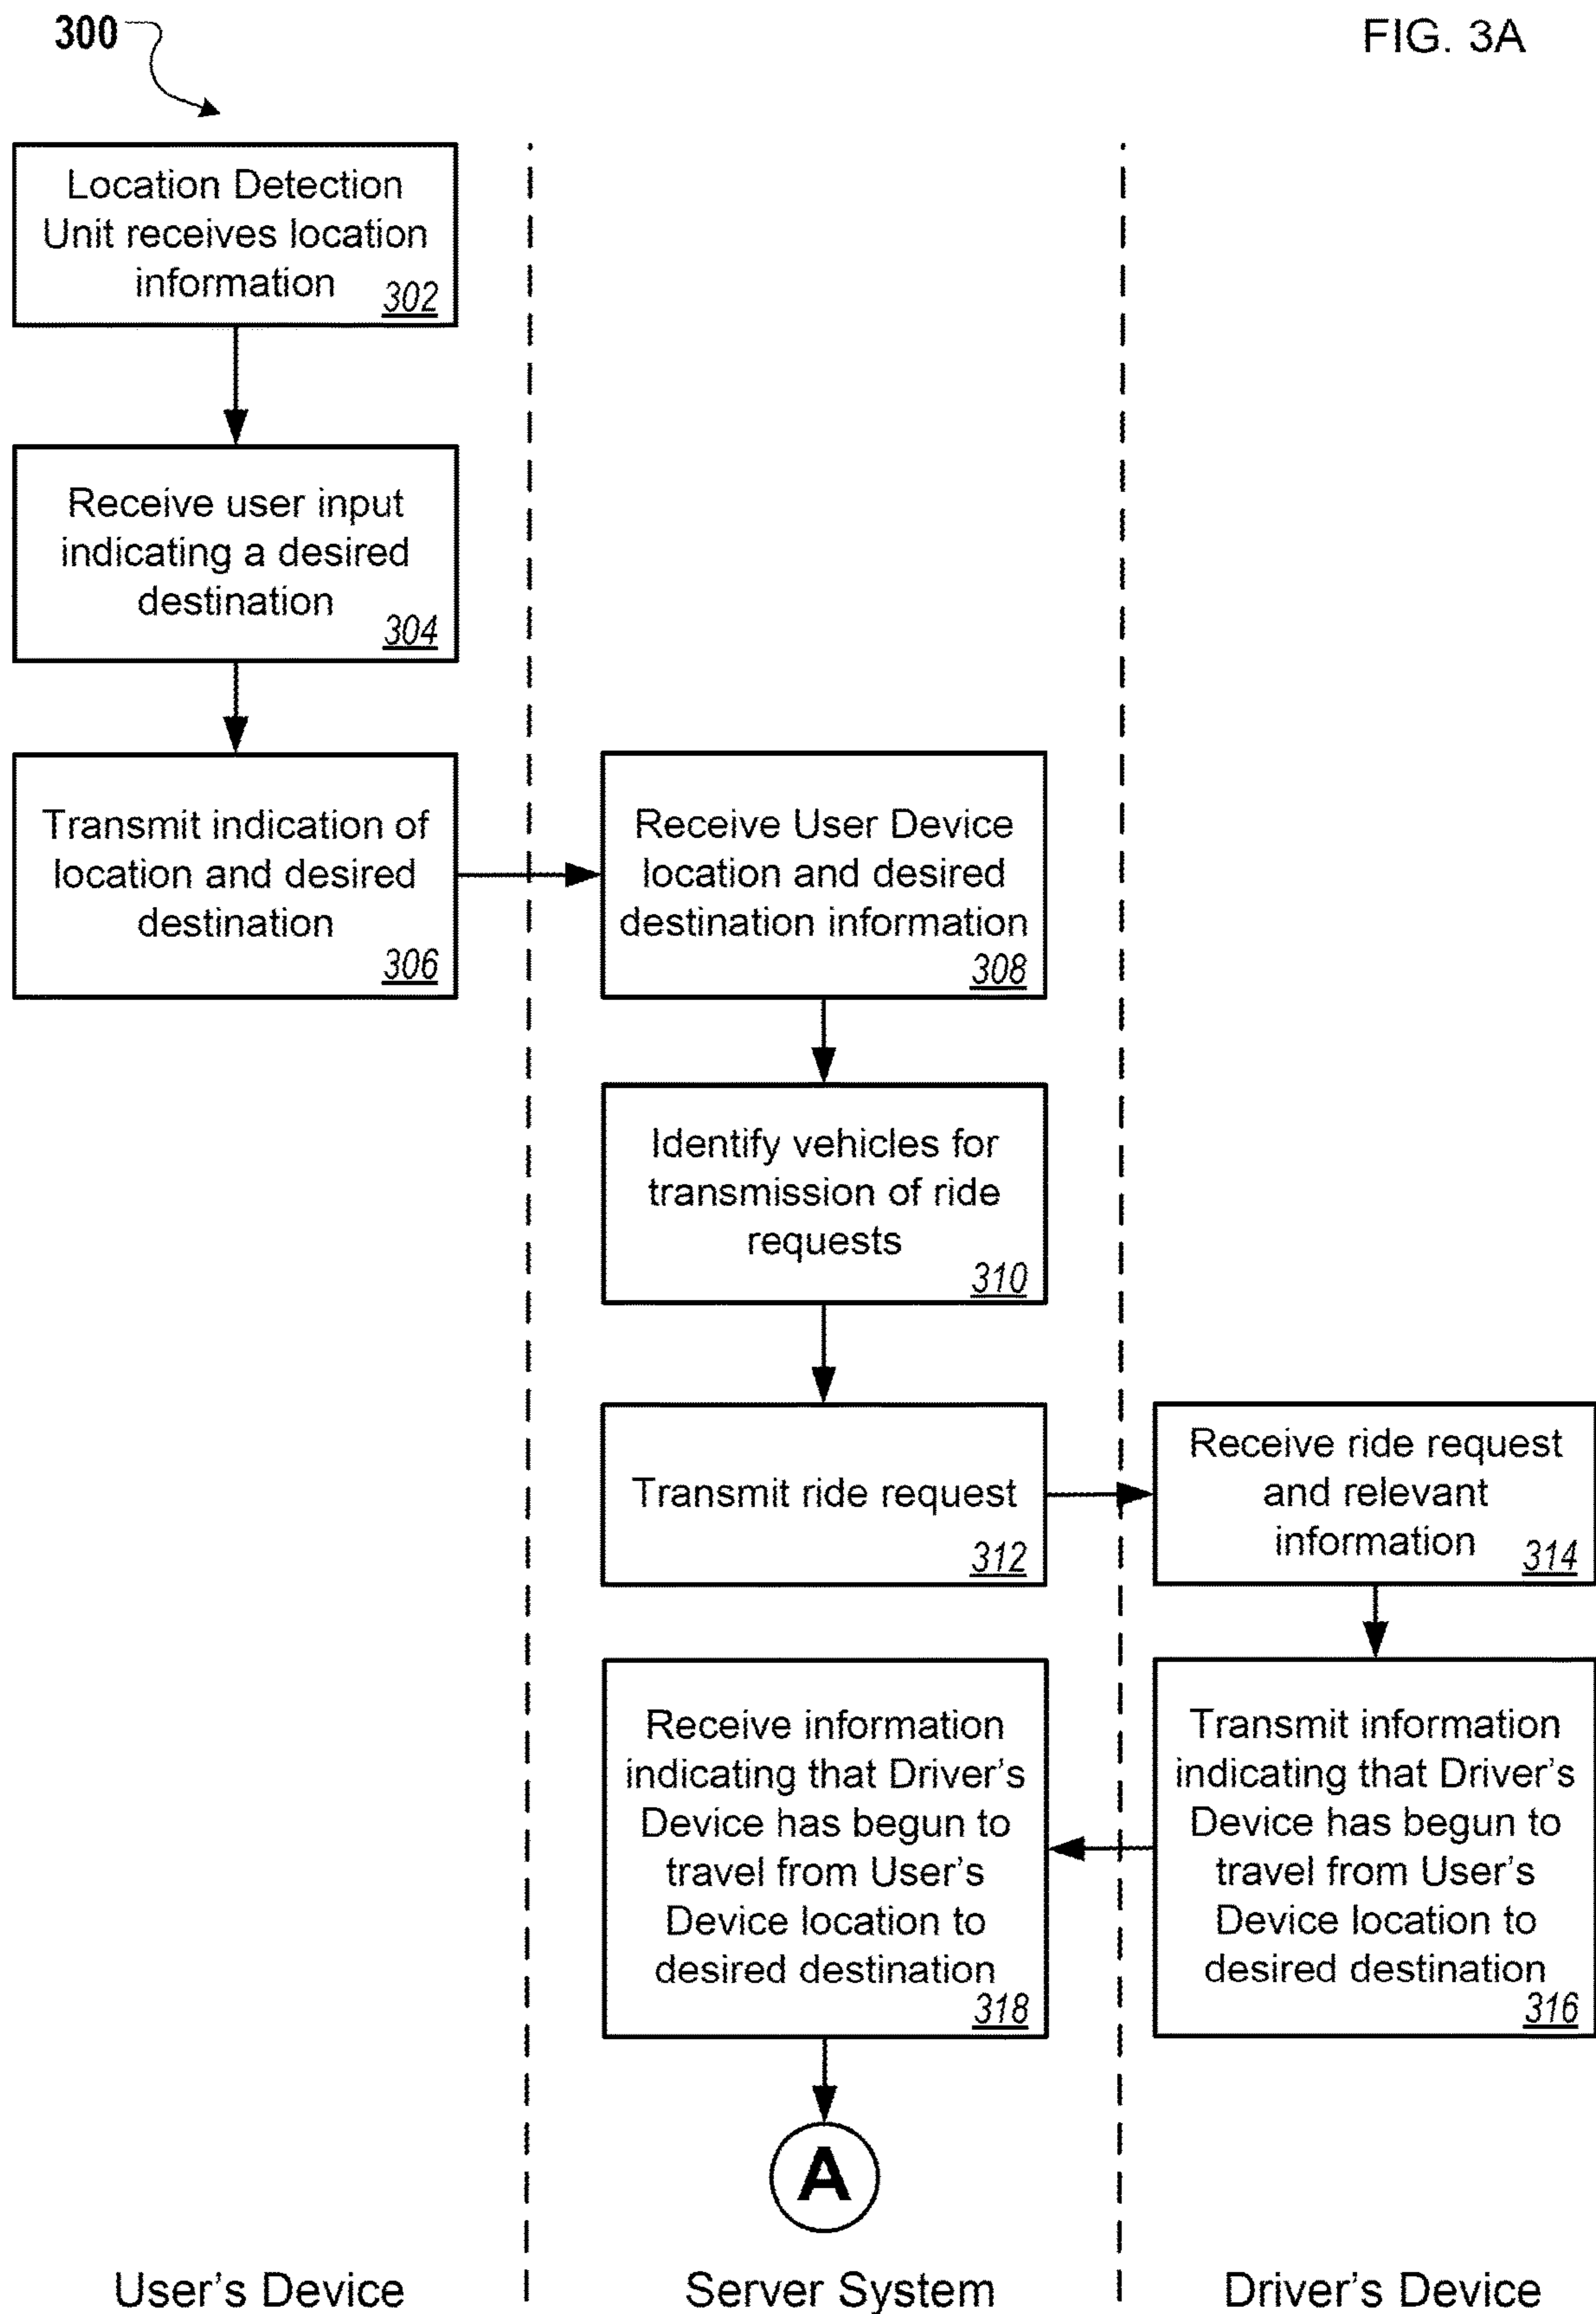 300
FIG. 3A
Location Detection
Unit receives location
information
302
Receive user input
indicating a desired
destination
304
Transmit indication of
location and desired
destination
306
Receive User Device
location and desired
destination information
308
Identify vehicles for
transmission of ride
requests
310
Transmit ride request
312
Receive ride request
and relevant
information
314
Transmit information
indicating that Driver's
Device has begun to
travel from User's
Device location to
desired destination
316
Receive information
indicating that Driver's
Device has begun to
travel from User's
Device location to
desired destination
318
A
User's Device
Server System
Driver's Device